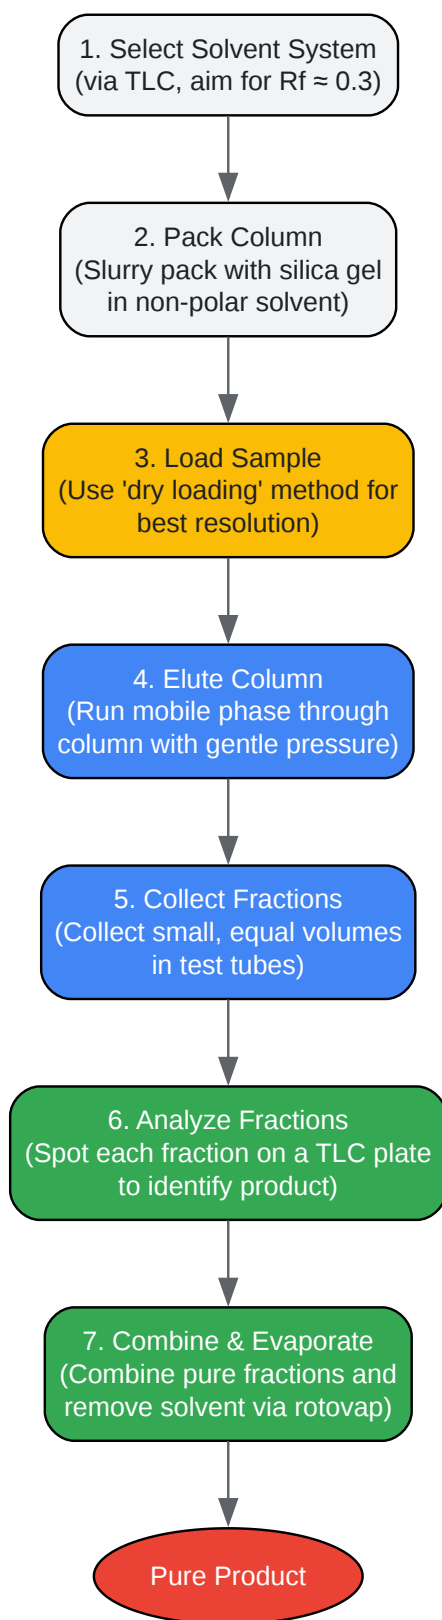 1. Select Solvent System
(via TLC, aim for Rf ≈ 0.3)
2. Pack Column
(Slurry pack with silica gel
in non-polar solvent)
3. Load Sample
(Use 'dry loading' method for
best resolution)
4. Elute Column
(Run mobile phase through
column with gentle pressure)
5. Collect Fractions
(Collect small, equal volumes
in test tubes)
6. Analyze Fractions
(Spot each fraction on a TLC plate
to identify product)
7. Combine & Evaporate
(Combine pure fractions and
remove solvent via rotovap)
Pure Product